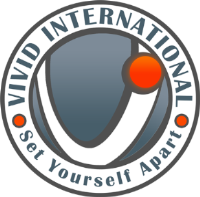 VIVID INTERNATIONAL
Set Yourself Apart